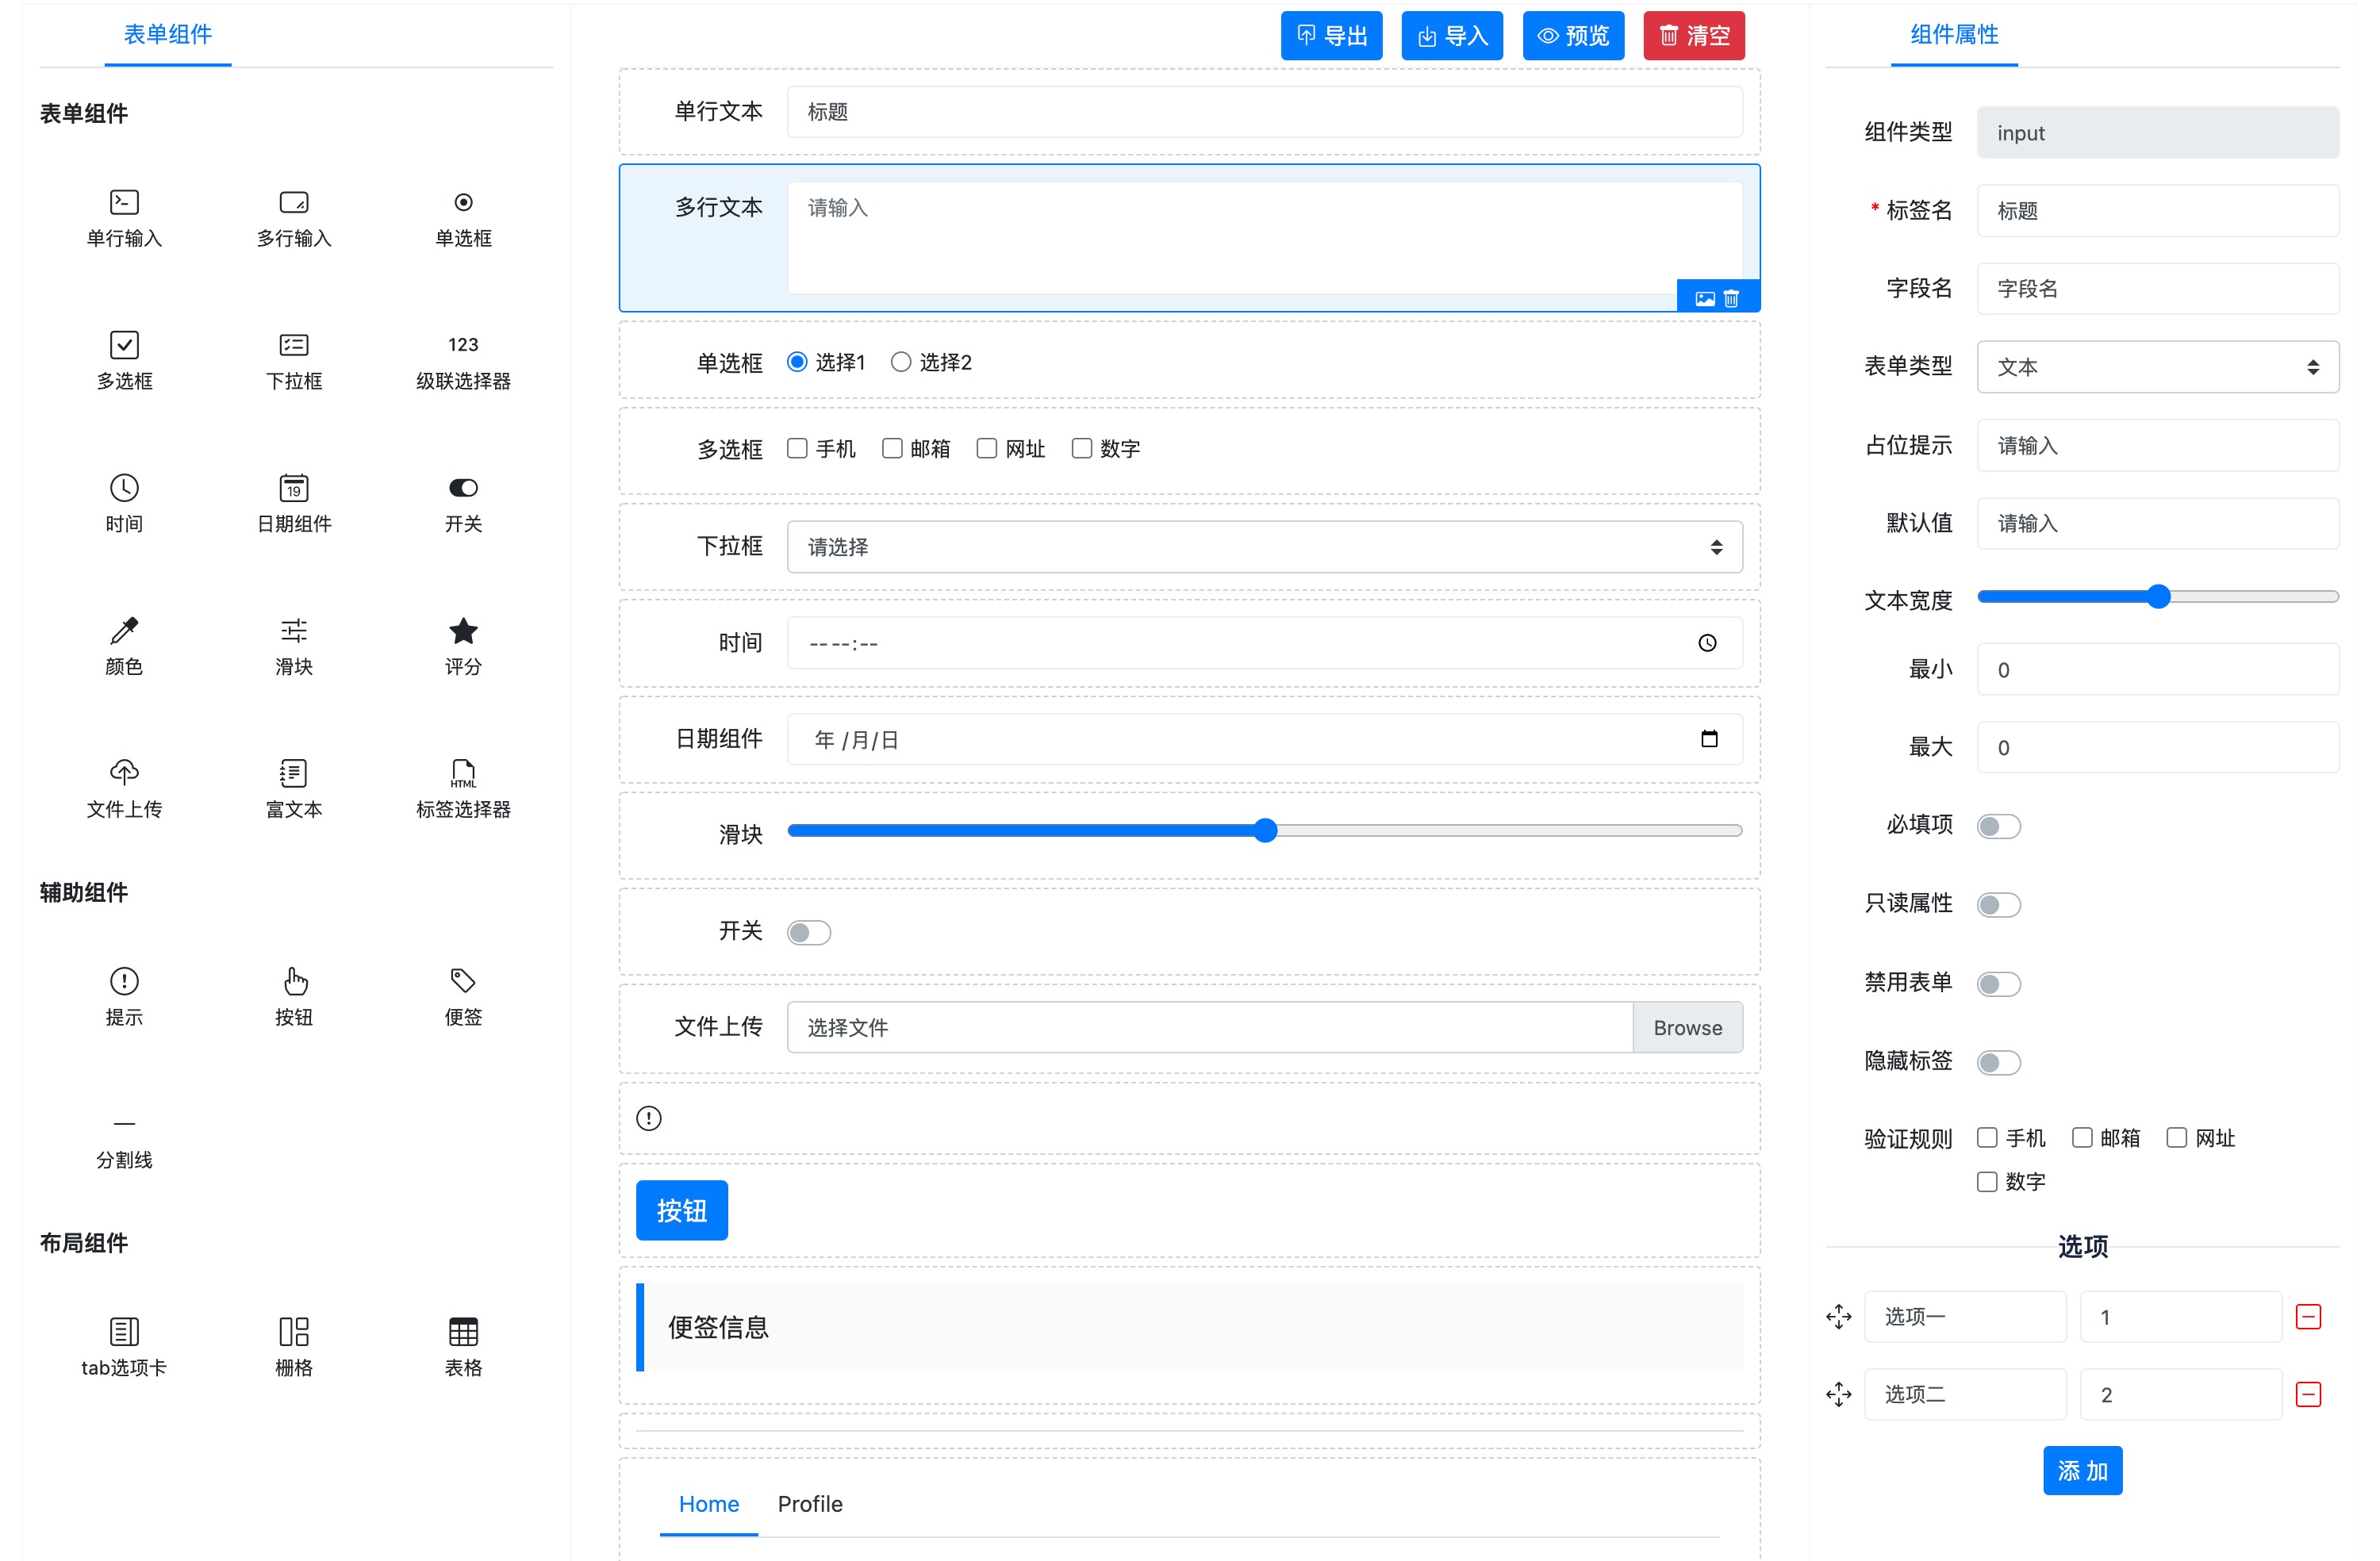 表单组件
表单组件
单行输入 多行输入 单选框
多选框 下拉框 123 级联选择器
时间 19 日期组件 开关
颜色 滑块 评分
文件上传 富文本 HTML 标签选择器
辅助组件
提示 按钮 便签
分割线
布局组件
tab选项卡 栅格 表格
导出 导入 预览 清空
单行文本 标题
多行文本 请输入
单选框 选择1 选择2
多选框 手机 邮箱 网址 数字
下拉框 请选择
时间 -- --:--
日期组件 年 /月/日
滑块
开关
文件上传 选择文件 Browse
按钮
便签信息
Home Profile
组件属性
组件类型 input
* 标签名 标题
字段名 字段名
表单类型 文本
占位提示 请输入
默认值 请输入
文本宽度
最小 0
最大 0
必填项
只读属性
禁用表单
隐藏标签
验证规则 手机 邮箱 网址
数字
选项
选项一 1
选项二 2
添 加